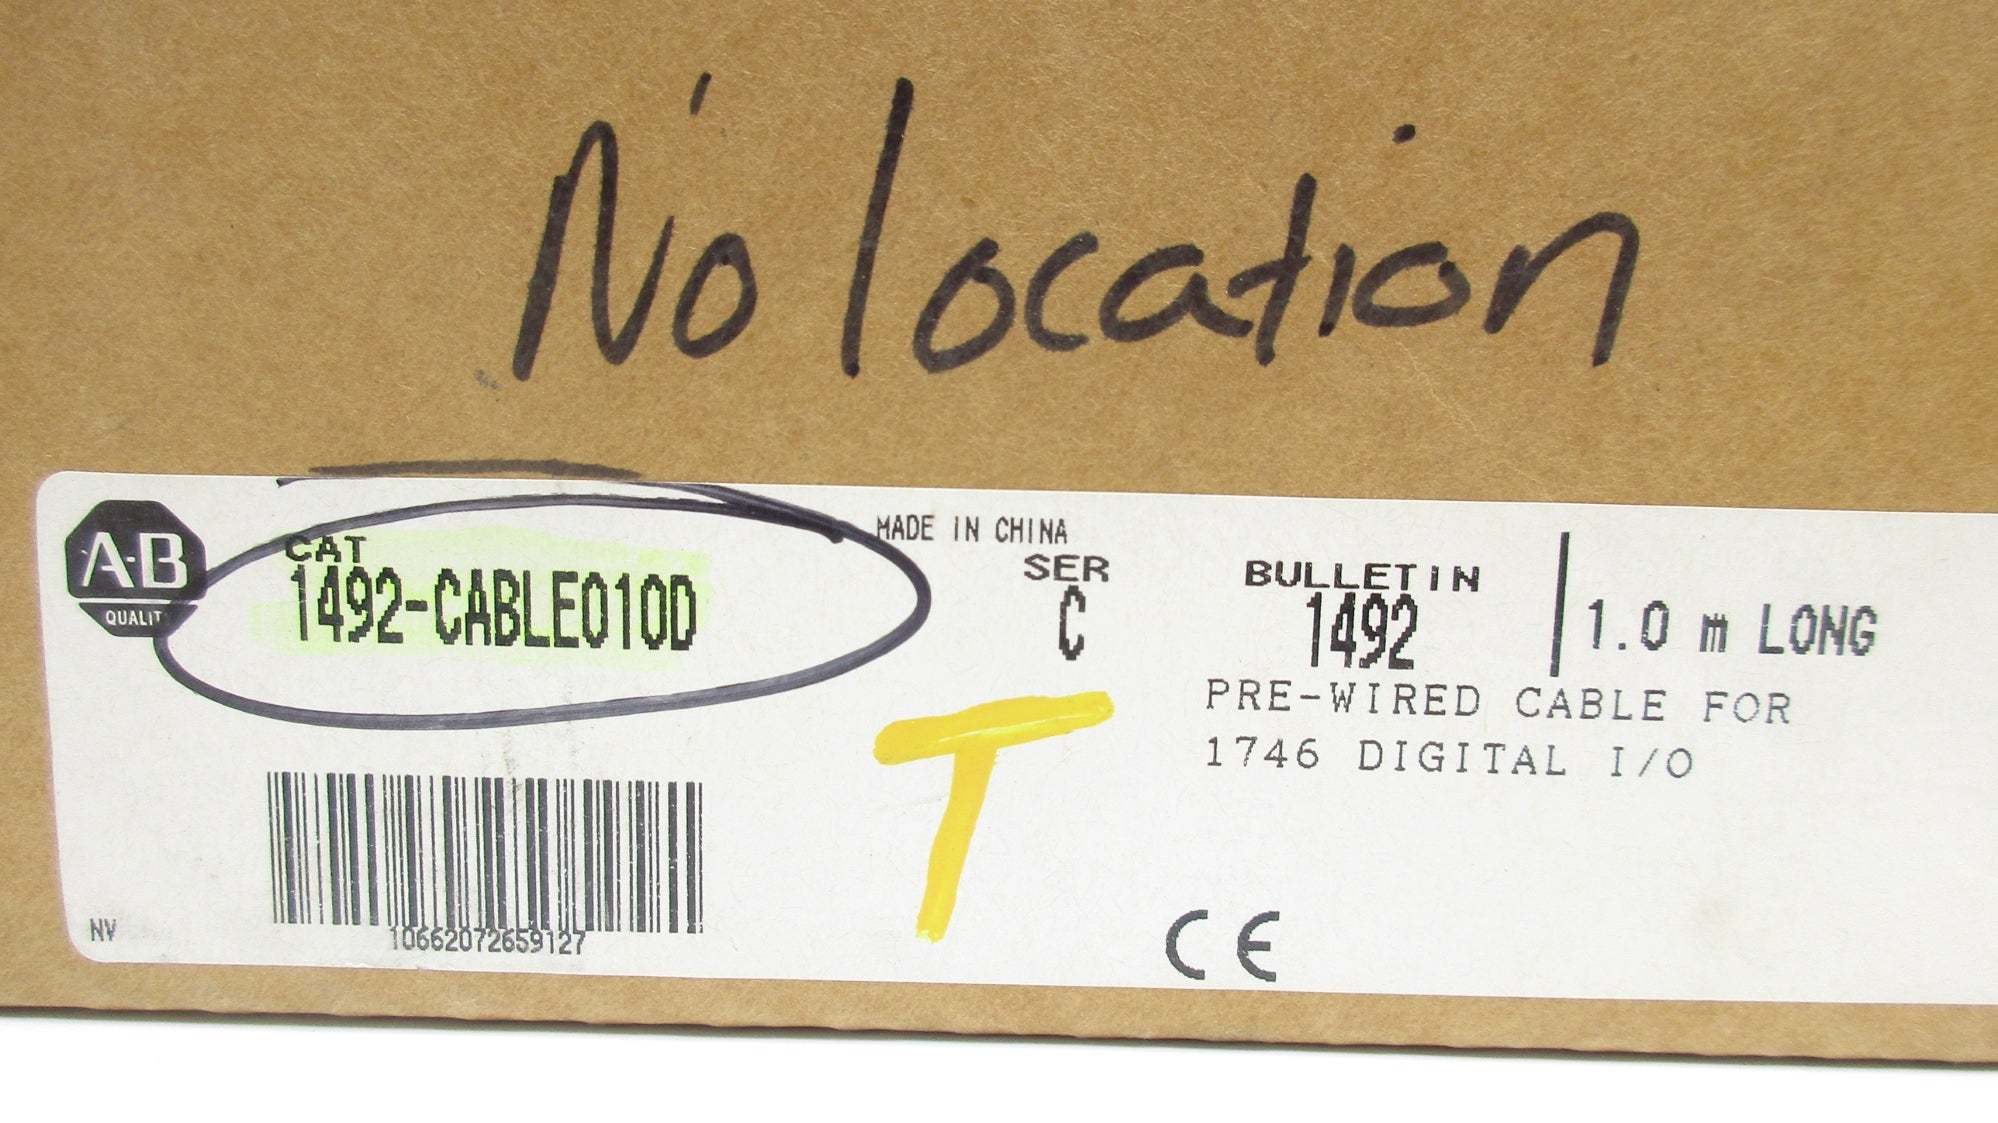 No location
A-B
QUALIT
CAT
1492-CABLE010D
MADE IN CHINA
SER
C
BULLETIN
1492
1.0 m LONG
PRE-WIRED CABLE FOR
1746 DIGITAL I/O
T
10662072659127
NV
CE